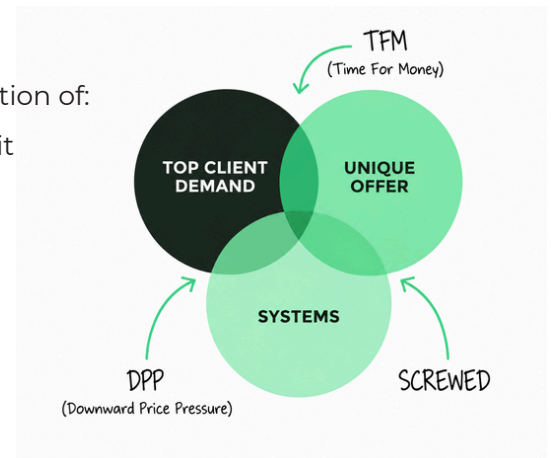 TFM
(Time For Money)
tion of:
it
TOP CLIENT
DEMAND
UNIQUE
OFFER
SYSTEMS
DPP
(Downward Price Pressure)
SCREWED